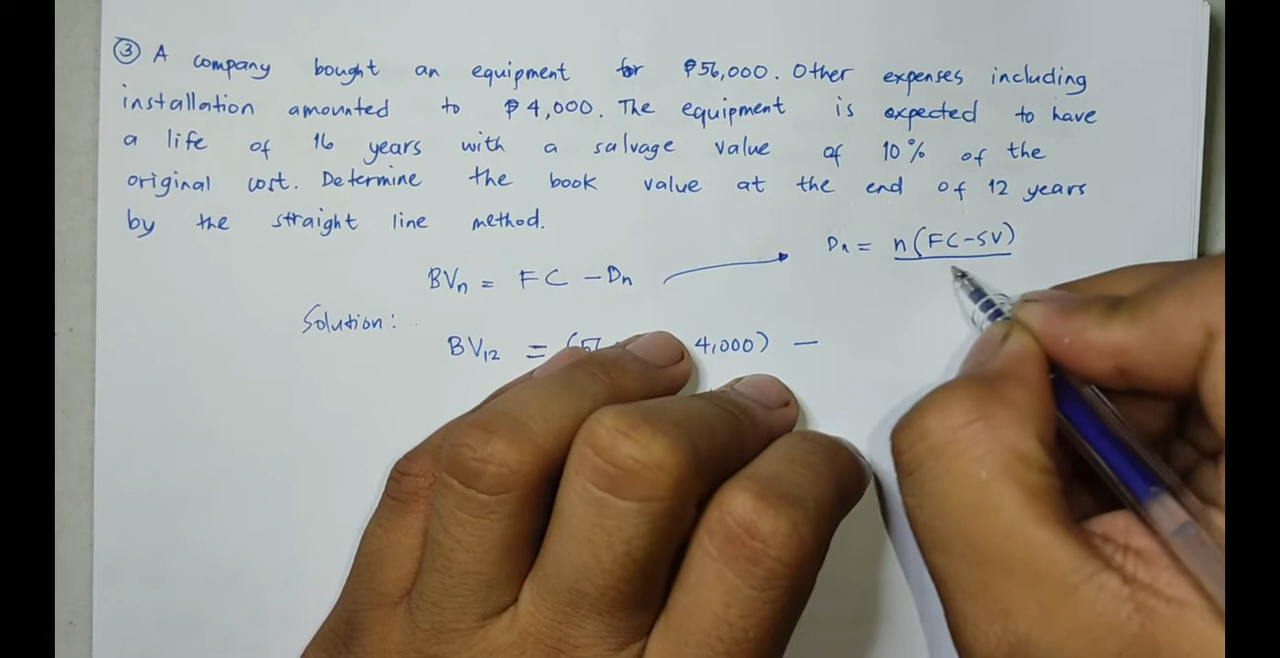 ③ A company bought an equipment for ₱56,000. Other expenses including
installation amounted to ₱4,000. The equipment is expected to have
a life of 16 years with a salvage value of 10% of the
original cost. Determine the book value at the end of 12 years
by the straight line method.
Dn = n(FC-SV)
BVn = FC - Dn
Solution:
BV12 = ( 4,000) -